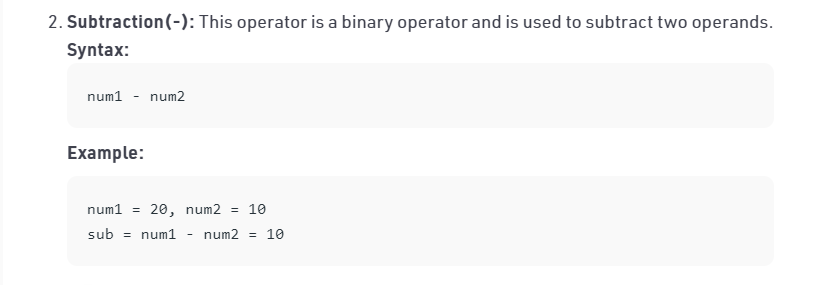 2. Subtraction(-): This operator is a binary operator and is used to subtract two operands.
Syntax:
num1 - num2
Example:
num1 = 20, num2 = 10
sub = num1 - num2 = 10